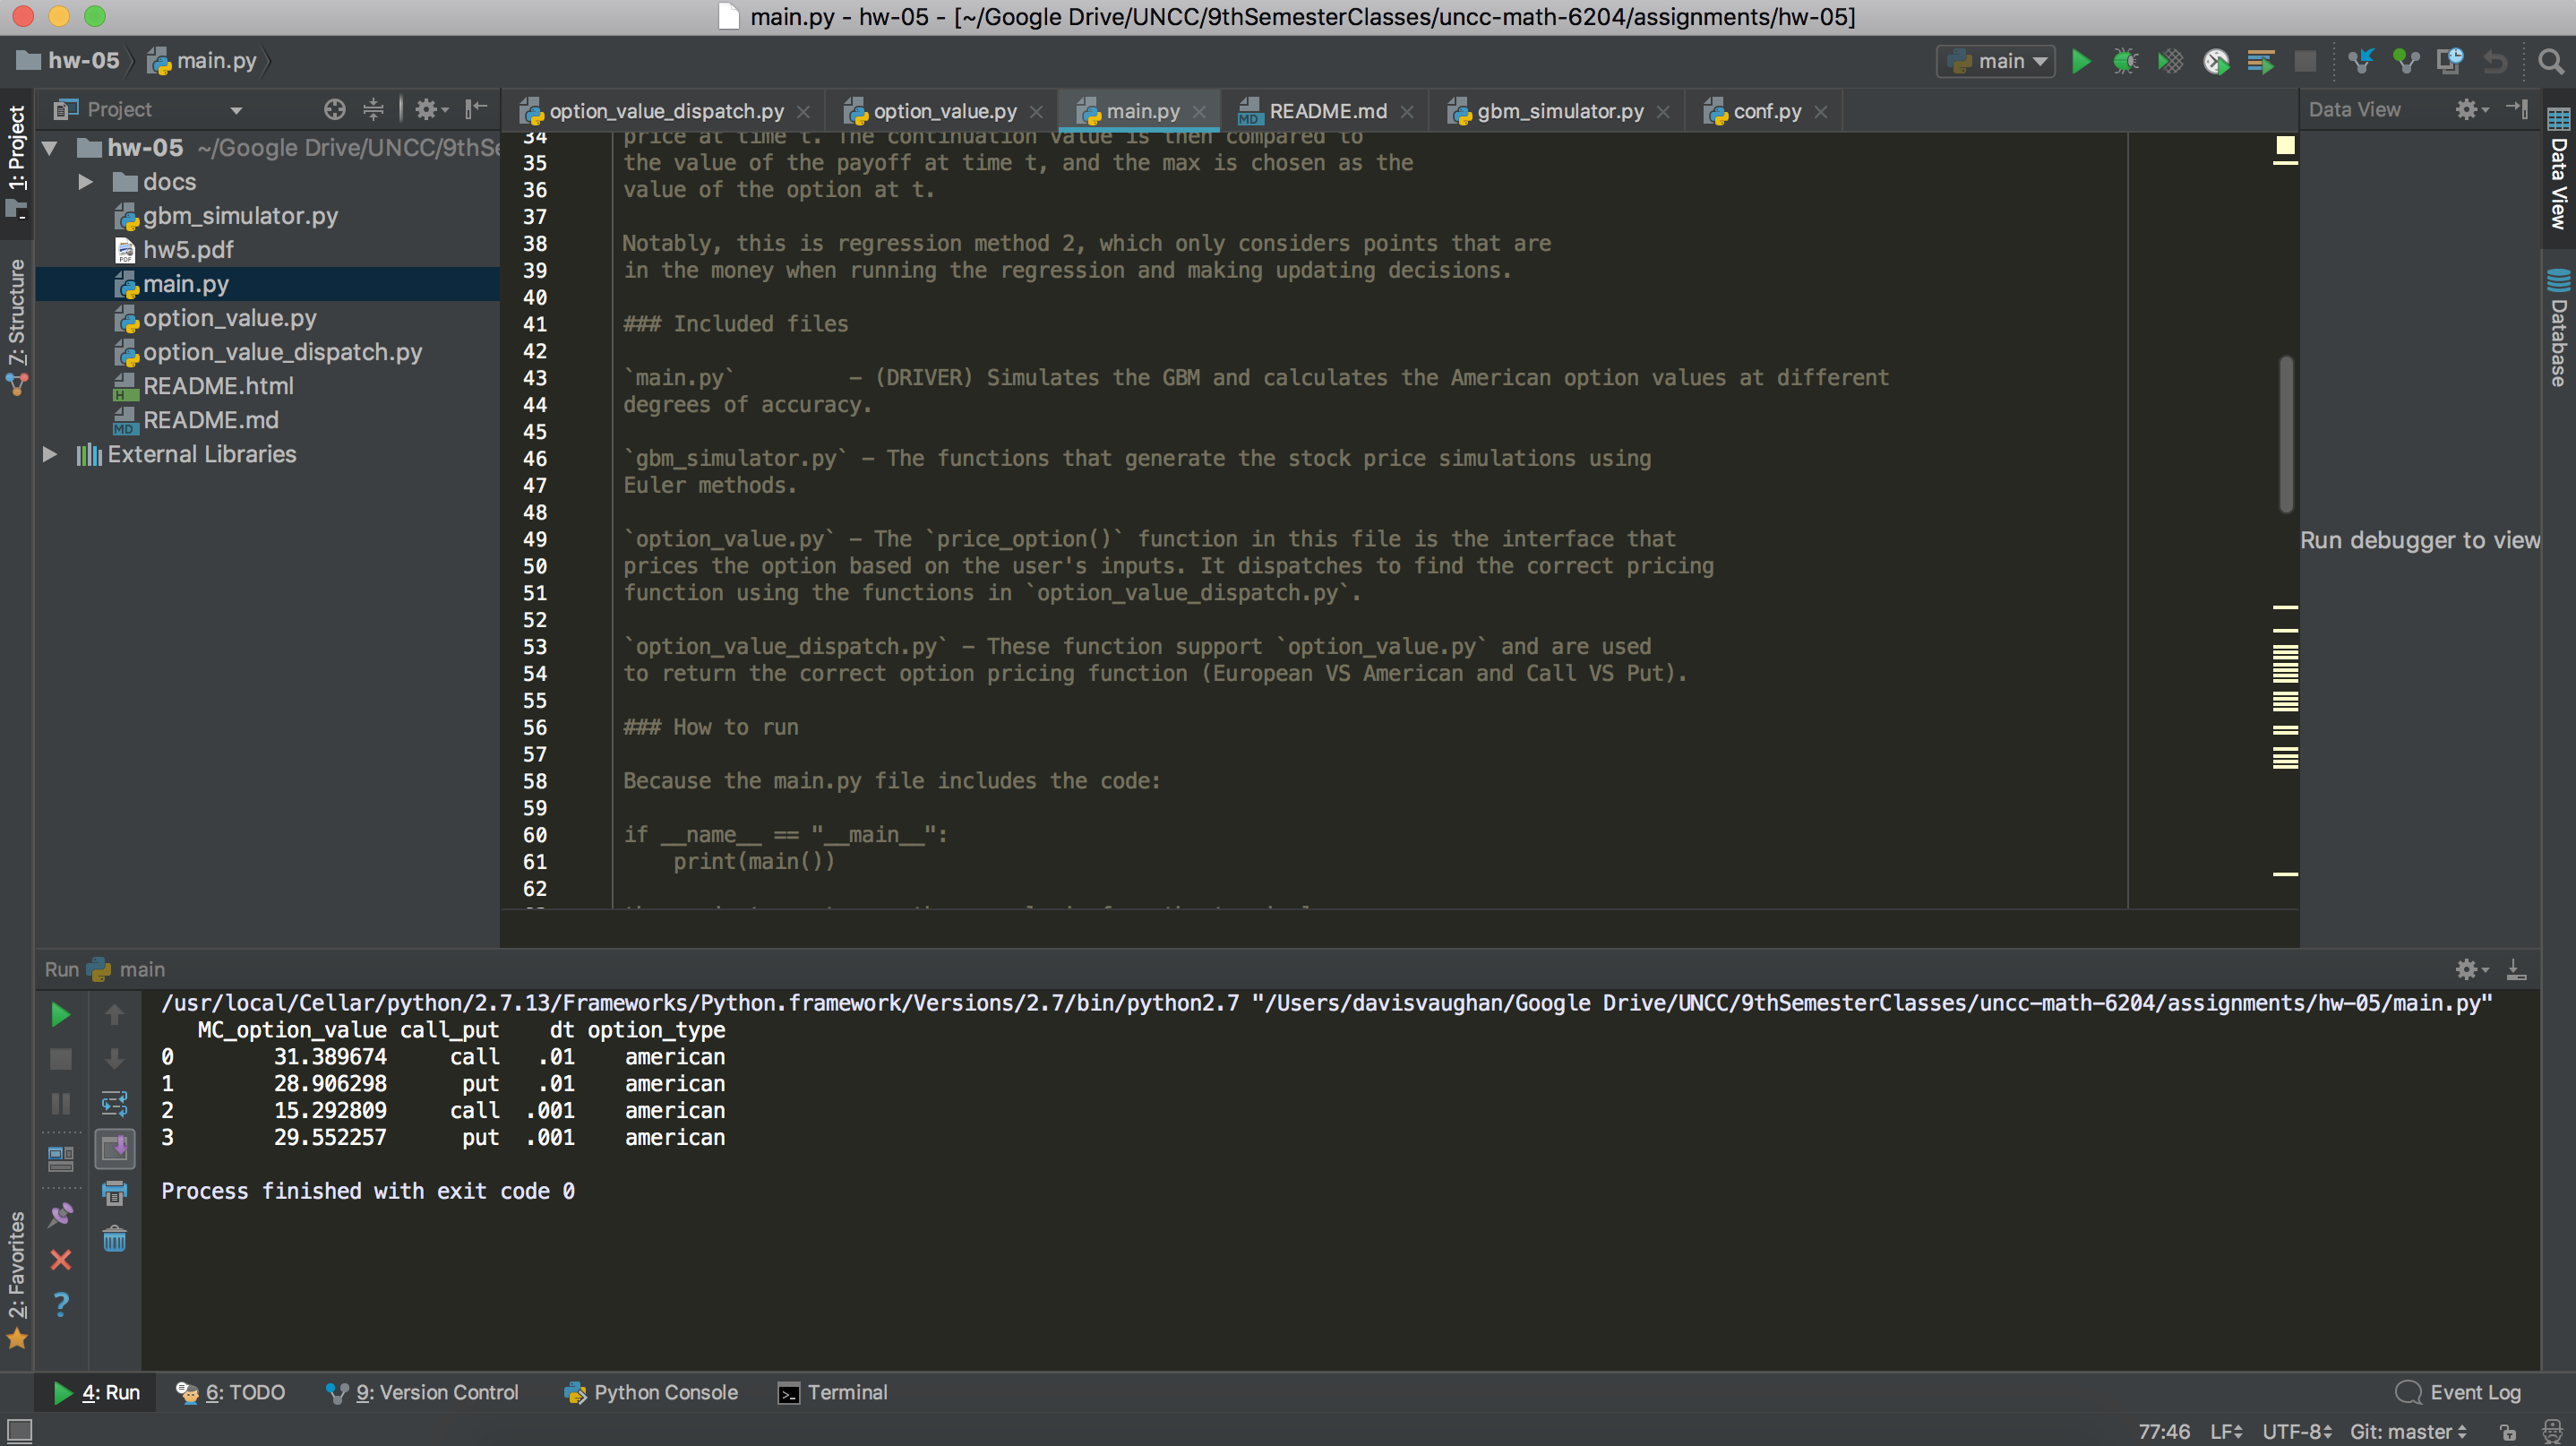 main.py - hw-05 - [~/Google Drive/UNCC/9thSemesterClasses/uncc-math-6204/assignments/hw-05]
hw-05 main.py
main
Project
option_value_dispatch.py option_value.py main.py README.md gbm_simulator.py conf.py
Data View
1: Project
7: Structure
2: Favorites
hw-05 ~/Google Drive/UNCC/9thSe
docs
gbm_simulator.py
hw5.pdf
main.py
option_value.py
option_value_dispatch.py
README.html
README.md
External Libraries
34 price at time t. The continuation value is then compared to
35 the value of the payoff at time t, and the max is chosen as the
36 value of the option at t.
37
38 Notably, this is regression method 2, which only considers points that are
39 in the money when running the regression and making updating decisions.
40
41 ### Included files
42
43 `main.py` - (DRIVER) Simulates the GBM and calculates the American option values at different
44 degrees of accuracy.
45
46 `gbm_simulator.py` - The functions that generate the stock price simulations using
47 Euler methods.
48
49 `option_value.py` - The `price_option()` function in this file is the interface that
50 prices the option based on the user's inputs. It dispatches to find the correct pricing
51 function using the functions in `option_value_dispatch.py`.
52
53 `option_value_dispatch.py` - These function support `option_value.py` and are used
54 to return the correct option pricing function (European VS American and Call VS Put).
55
56 ### How to run
57
58 Because the main.py file includes the code:
59
60 if __name__ == "__main__":
61 print(main())
62
Run debugger to view
Data View
Database
Run main
/usr/local/Cellar/python/2.7.13/Frameworks/Python.framework/Versions/2.7/bin/python2.7 "/Users/davisvaughan/Google Drive/UNCC/9thSemesterClasses/uncc-math-6204/assignments/hw-05/main.py"
MC_option_value call_put dt option_type
0 31.389674 call .01 american
1 28.906298 put .01 american
2 15.292809 call .001 american
3 29.552257 put .001 american
Process finished with exit code 0
4: Run 6: TODO 9: Version Control Python Console Terminal Event Log
77:46 LF UTF-8 Git: master